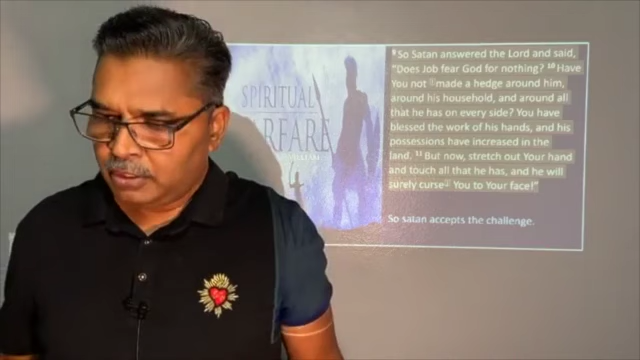 SPIRITUAL
RFARE
4
⁹ So Satan answered the Lord and said,
"Does Job fear God for nothing? ¹⁰ Have
You not made a hedge around him,
around his household, and around all
that he has on every side? You have
blessed the work of his hands, and his
possessions have increased in the
land. ¹¹ But now, stretch out Your hand
and touch all that he has, and he will
surely curse You to Your face!"
So satan accepts the challenge.